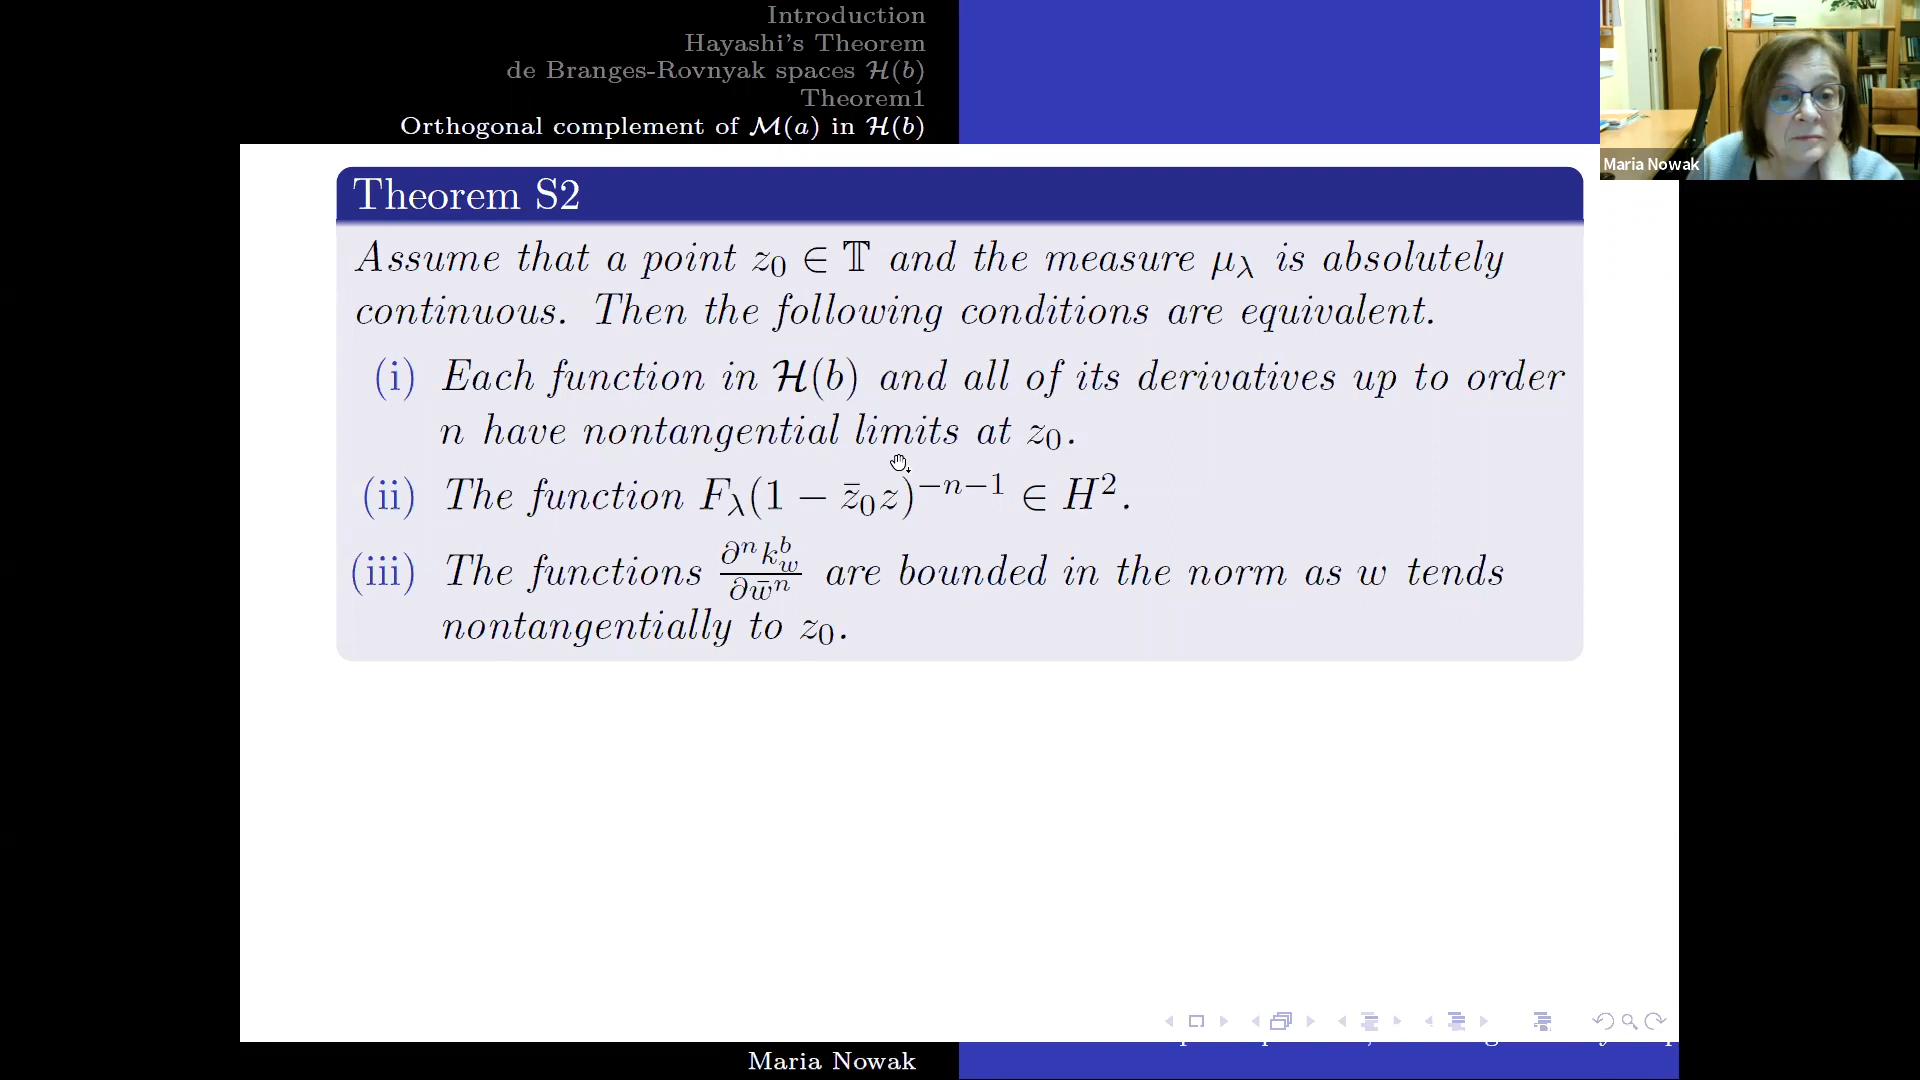 Introduction
Hayashi's Theorem
de Branges-Rovnyak spaces ℋ(b)
Theorem1
Orthogonal complement of ℳ(a) in ℋ(b)
Maria Nowak
Theorem S2
Assume that a point z₀ ∈ 𝕋 and the measure μ_λ is absolutely
continuous. Then the following conditions are equivalent.
(i) Each function in ℋ(b) and all of its derivatives up to order
n have nontangential limits at z₀.
(ii) The function F_λ(1 − z̄₀z)⁻ⁿ⁻¹ ∈ H².
(iii) The functions ∂ⁿk_w^b / ∂w̄ⁿ are bounded in the norm as w tends
nontangentially to z₀.
Maria Nowak